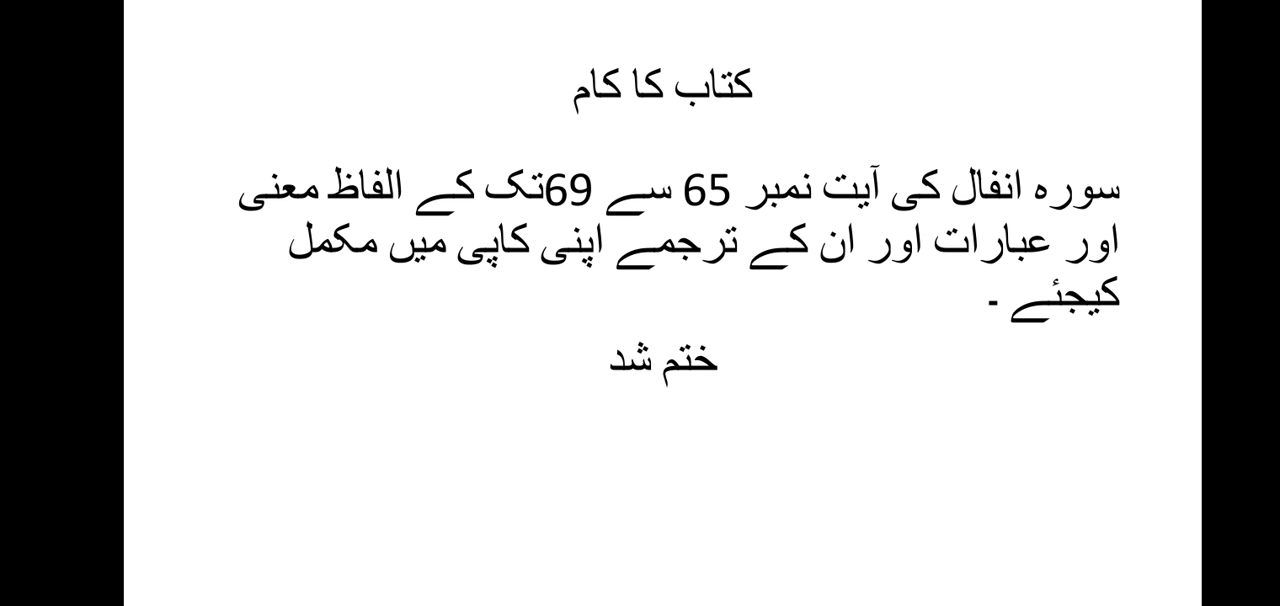 کتاب کا کام
سورہ انفال کی آیت نمبر 65 سے 69تک کے الفاظ معنی
اور عبارات اور ان کے ترجمے اپنی کاپی میں مکمل
کیجئے ۔
ختم شد